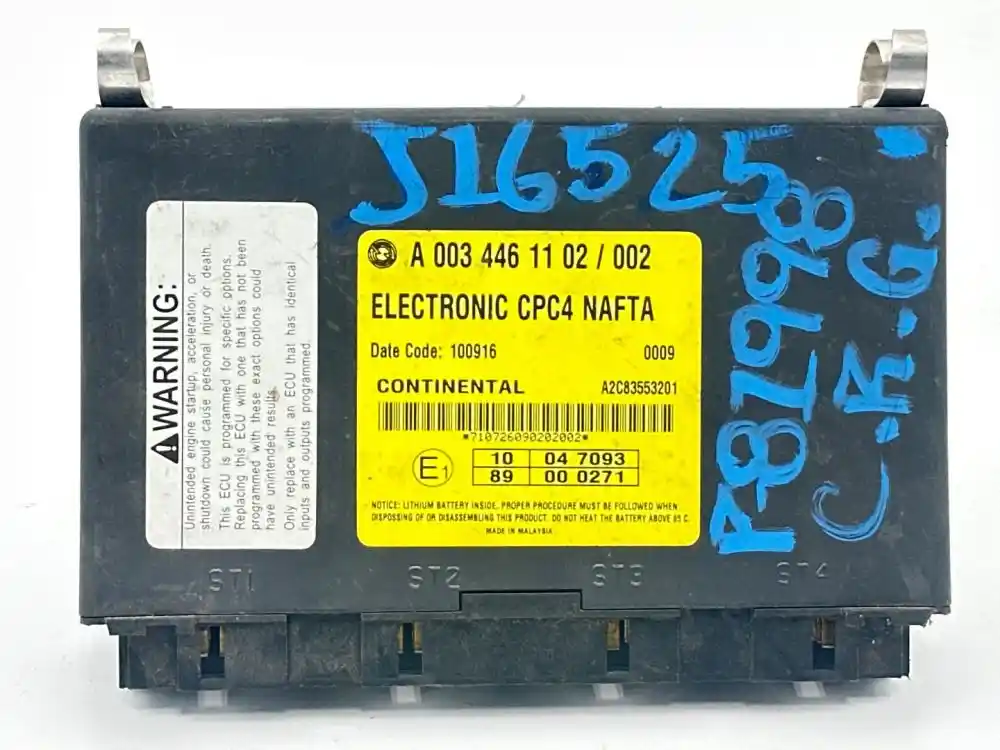 J16525
P-81998
C.R.G.
WARNING:
Unintended engine startup, acceleration, or
shutdown could cause personal injury or death.
This ECU is programmed for specific options.
Replacing this ECU with one that has not been
programmed with these exact options could
have unintended results.
Only replace with an ECU that has identical
inputs and outputs programmed.
A 003 446 11 02 / 002
ELECTRONIC CPC4 NAFTA
Date Code: 100916 0009
CONTINENTAL A2C83553201
*710726090202002*
E1
10 04 7093
89 00 0271
NOTICE: LITHIUM BATTERY INSIDE. PROPER PROCEDURE MUST BE FOLLOWED WHEN
DISPOSING OF OR DISASSEMBLING THIS PRODUCT. DO NOT HEAT THE BATTERY ABOVE 85 C.
MADE IN MALAYSIA
ST1 ST2 ST3 ST4